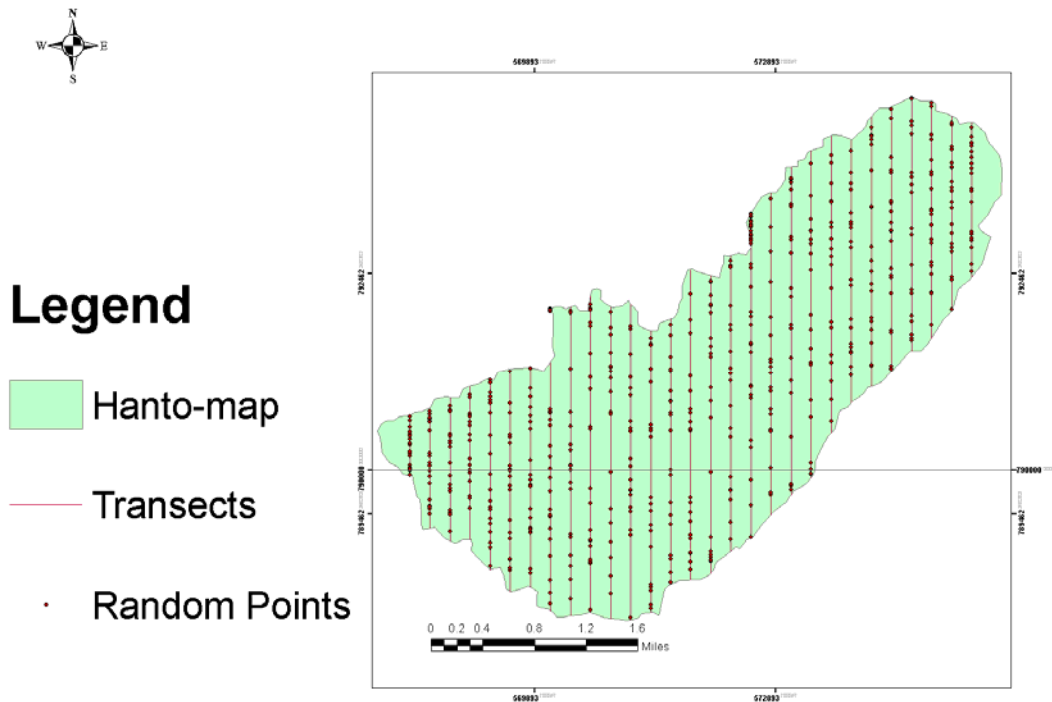 N
W E
S
569893 572893
792462 792462
Legend
Hanto-map
790000 790000
Transects
789462 789462
Random Points
0 0.2 0.4 0.8 1.2 1.6
Miles
569893 572893